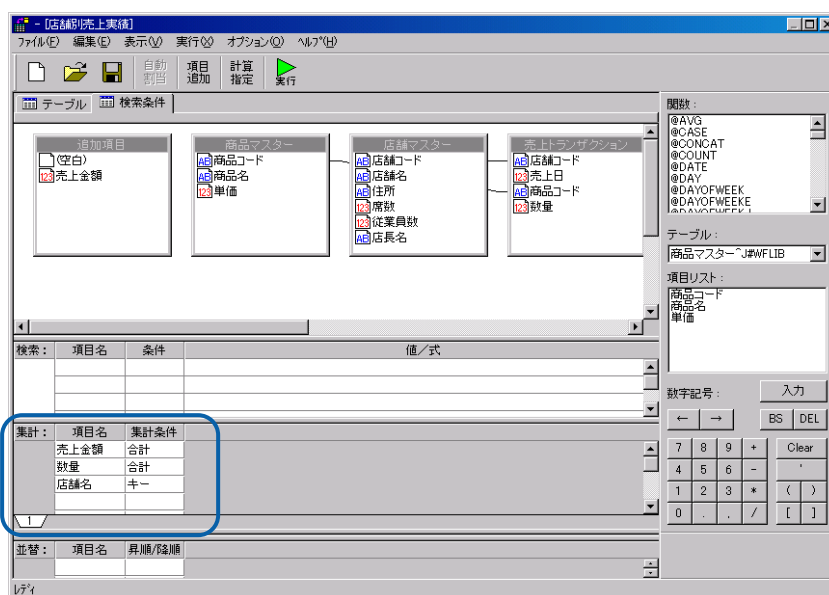 - [店舗別売上実績]
ファイル(F) 編集(E) 表示(V) 実行(X) オプション(O) ヘルプ(H)
自動割当 項目追加 計算指定 実行
テーブル 検索条件
追加項目
(空白)
売上金額
商品マスター
商品コード
商品名
単価
店舗マスター
店舗コード
店舗名
住所
席数
従業員数
店長名
売上トランザクション
店舗コード
売上日
商品コード
数量
検索： 項目名 条件 値／式
集計： 項目名 集計条件
売上金額 合計
数量 合計
店舗名 キー
1
並替： 項目名 昇順/降順
レディ
関数：
@AVG
@CASE
@CONCAT
@COUNT
@DATE
@DAY
@DAYOFWEEK
@DAYOFWEEKE
テーブル：
商品マスター^J#WFLIB
項目リスト：
商品コード
商品名
単価
数字記号： 入力
← → BS DEL
7 8 9 + Clear
4 5 6 - '
1 2 3 * ( )
0 . , / [ ]